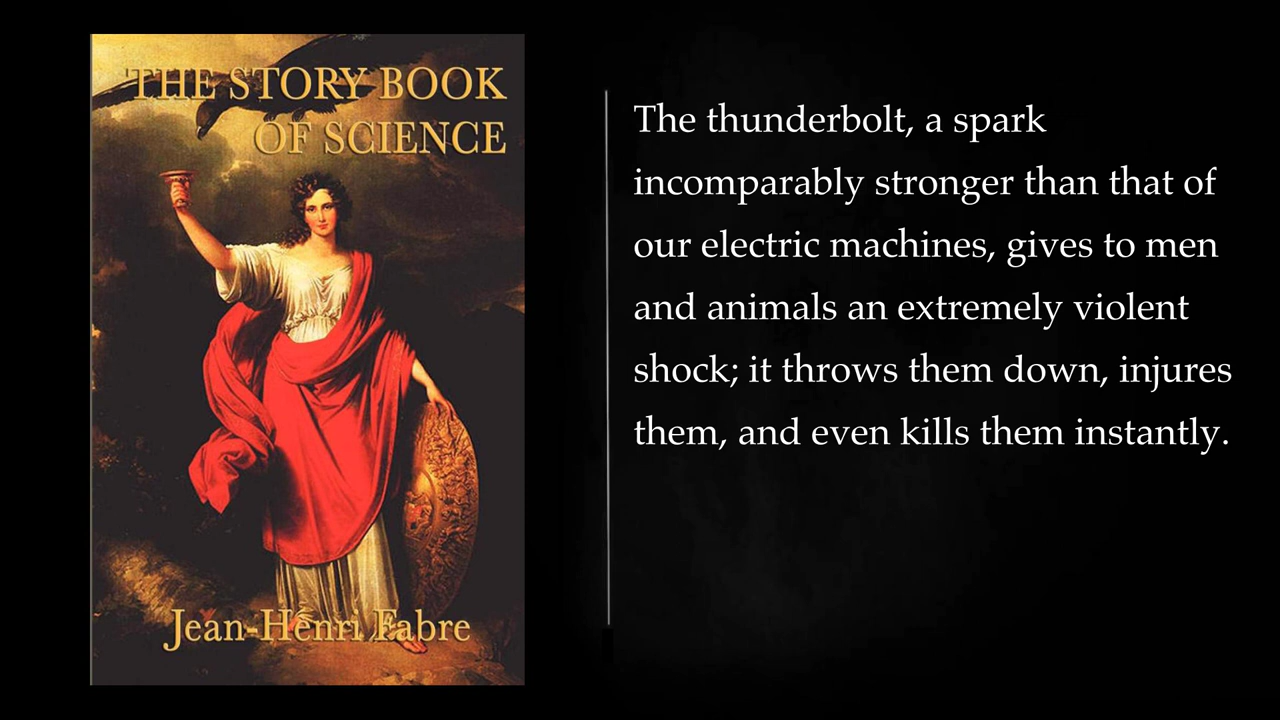 THE STORY BOOK
OF SCIENCE
Jean-Henri Fabre
The thunderbolt, a spark
incomparably stronger than that of
our electric machines, gives to men
and animals an extremely violent
shock; it throws them down, injures
them, and even kills them instantly.